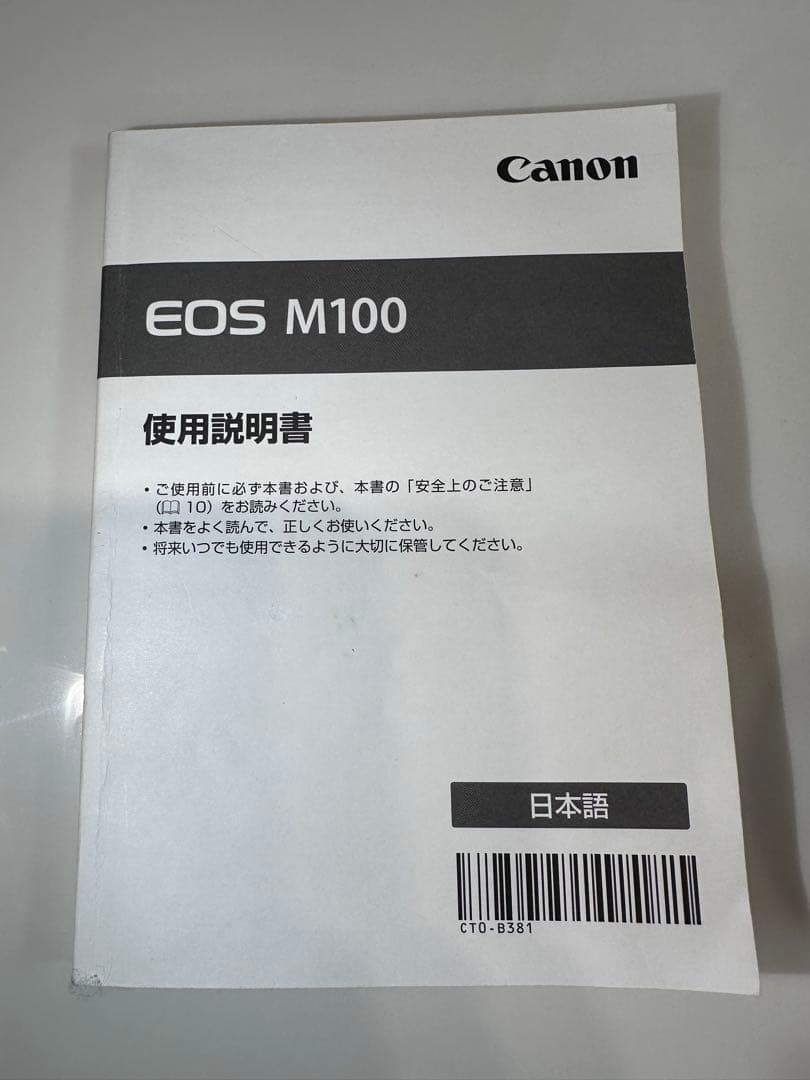 Canon
EOS M100
使用説明書
・ご使用前に必ず本書および、本書の「安全上のご注意」
（📖 10）をお読みください。
・本書をよく読んで、正しくお使いください。
・将来いつでも使用できるように大切に保管してください。
日本語
CT0-B381